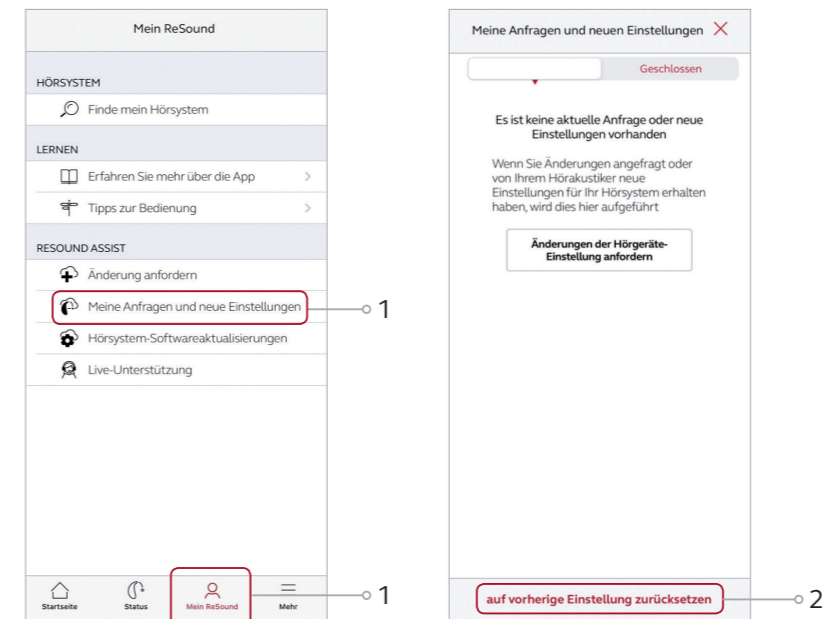 Mein ReSound
HÖRSYSTEM
Finde mein Hörsystem
LERNEN
Erfahren Sie mehr über die App
Tipps zur Bedienung
RESOUND ASSIST
Änderung anfordern
Meine Anfragen und neue Einstellungen
1
Hörsystem-Softwareaktualisierungen
Live-Unterstützung
Startseite
Status
Mein ReSound
Mehr
1
Meine Anfragen und neuen Einstellungen
Geschlossen
Es ist keine aktuelle Anfrage oder neue
Einstellungen vorhanden
Wenn Sie Änderungen angefragt oder
von Ihrem Hörakustiker neue
Einstellungen für Ihr Hörsystem erhalten
haben, wird dies hier aufgeführt
Änderungen der Hörgeräte-
Einstellung anfordern
auf vorherige Einstellung zurücksetzen
2